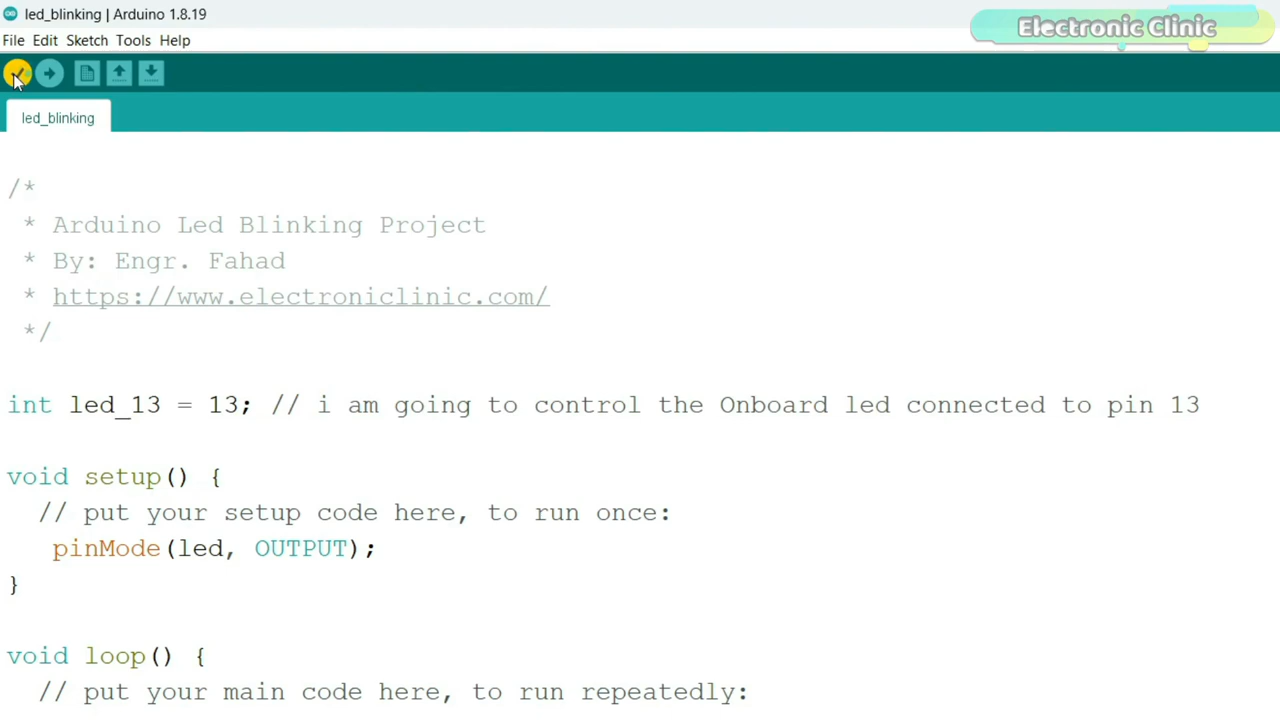 led_blinking | Arduino 1.8.19
Electronic Clinic
File Edit Sketch Tools Help
led_blinking
/*
* Arduino Led Blinking Project
* By: Engr. Fahad
* https://www.electroniclinic.com/
*/
int led_13 = 13; // i am going to control the Onboard led connected to pin 13
void setup() {
// put your setup code here, to run once:
pinMode(led, OUTPUT);
}
void loop() {
// put your main code here, to run repeatedly: